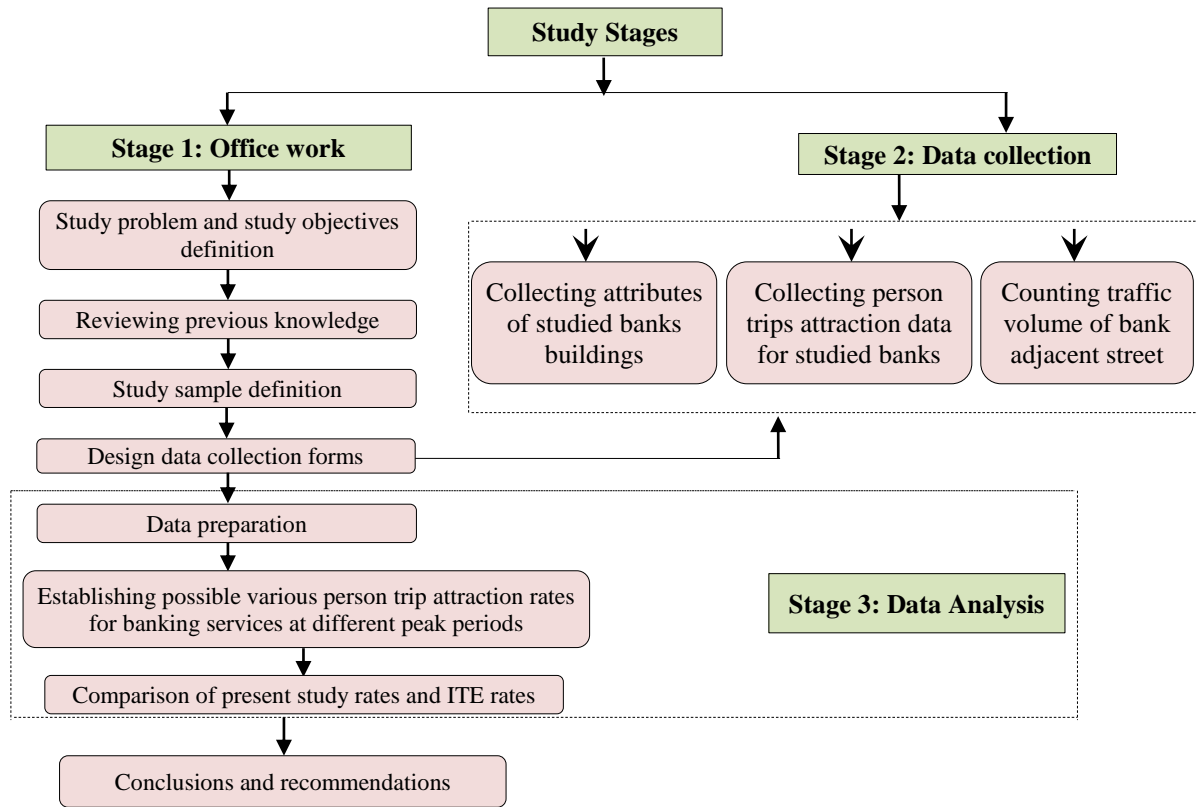 Study Stages
Stage 1: Office work
Study problem and study objectives
definition
Reviewing previous knowledge
Study sample definition
Design data collection forms
Stage 2: Data collection
Collecting attributes
of studied banks
buildings
Collecting person
trips attraction data
for studied banks
Counting traffic
volume of bank
adjacent street
Data preparation
Establishing possible various person trip attraction rates
for banking services at different peak periods
Comparison of present study rates and ITE rates
Stage 3: Data Analysis
Conclusions and recommendations